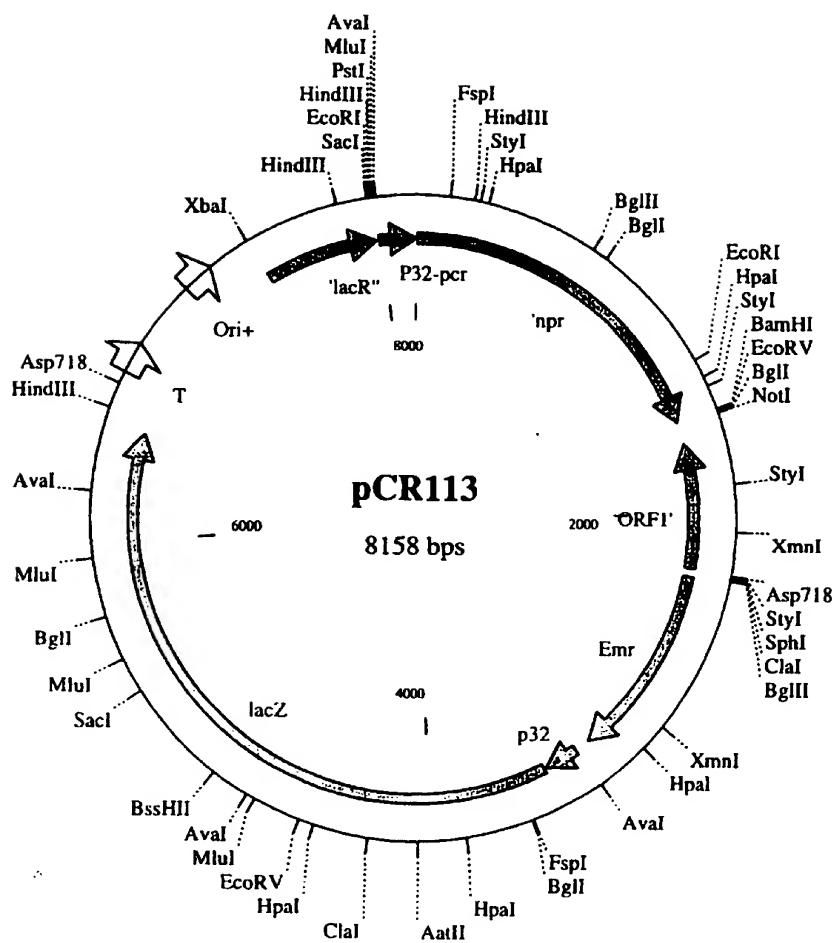 AvaI
MluI
PstI
HindIII
EcoRI
SacI
HindIII
XbaI
FspI
HindIII
StyI
HpaI
BglII
BglI
EcoRI
HpaI
StyI
BamHI
EcoRV
BglI
NotI
'lacR"
P32-pcr
'npr
Ori+
8000
Asp718
HindIII
T
AvaI
pCR113
8158 bps
6000
2000
ORF1'
StyI
XmnI
MluI
BglI
MluI
SacI
Asp718
StyI
SphI
ClaI
BglII
Emr
lacZ
4000
p32
XmnI
HpaI
AvaI
BssHII
AvaI
MluI
EcoRV
HpaI
ClaI
AatII
HpaI
FspI
BglI